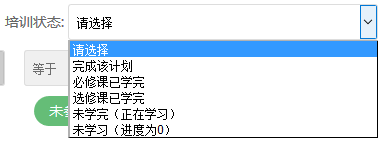 培训状态: 请选择
请选择
等于
完成该计划
必修课已学完
选修课已学完
未学完（正在学习）
未学习（进度为0）